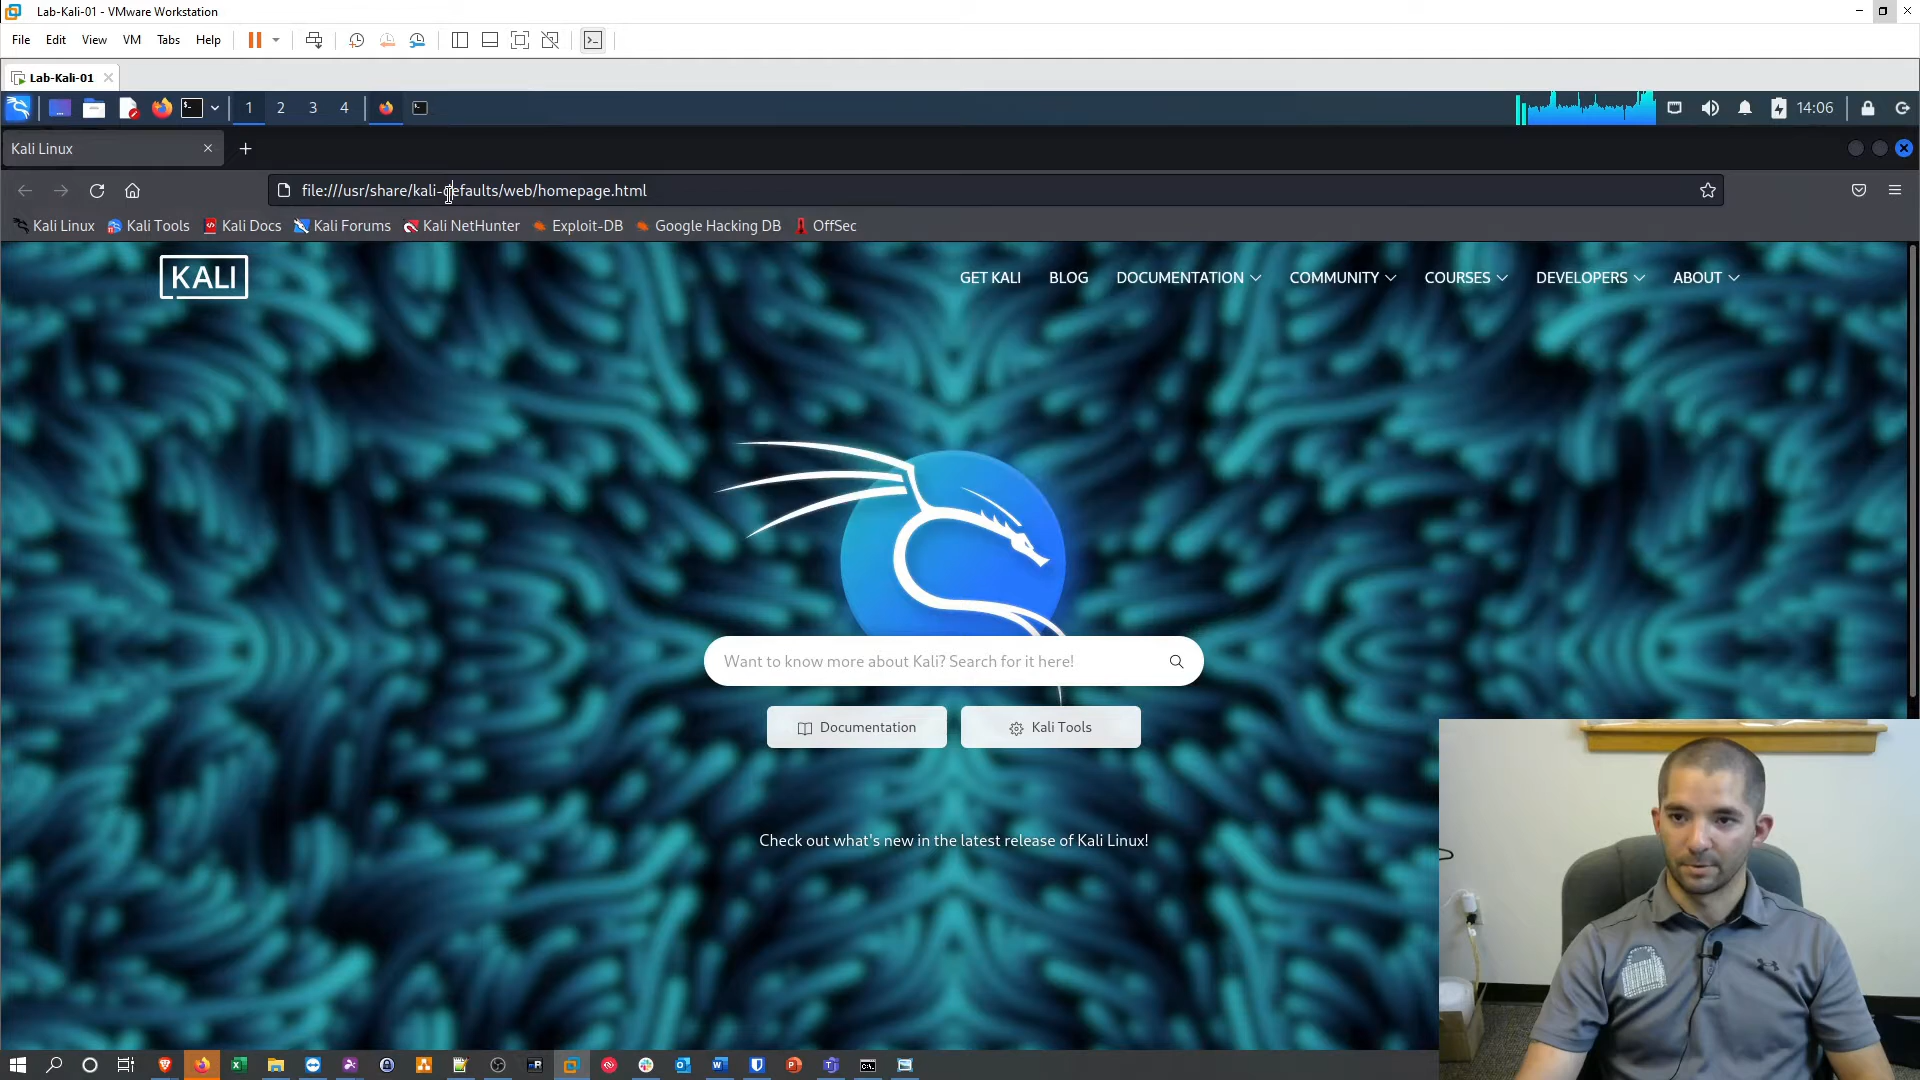 Lab-Kali-01 - VMware Workstation
File Edit View VM Tabs Help
Lab-Kali-01
1 2 3 4 14:06
Kali Linux
file:///usr/share/kali-defaults/web/homepage.html
Kali Linux Kali Tools Kali Docs Kali Forums Kali NetHunter Exploit-DB Google Hacking DB OffSec
KALI GET KALI BLOG DOCUMENTATION COMMUNITY COURSES DEVELOPERS ABOUT
Want to know more about Kali? Search for it here!
Documentation Kali Tools
Check out what's new in the latest release of Kali Linux!